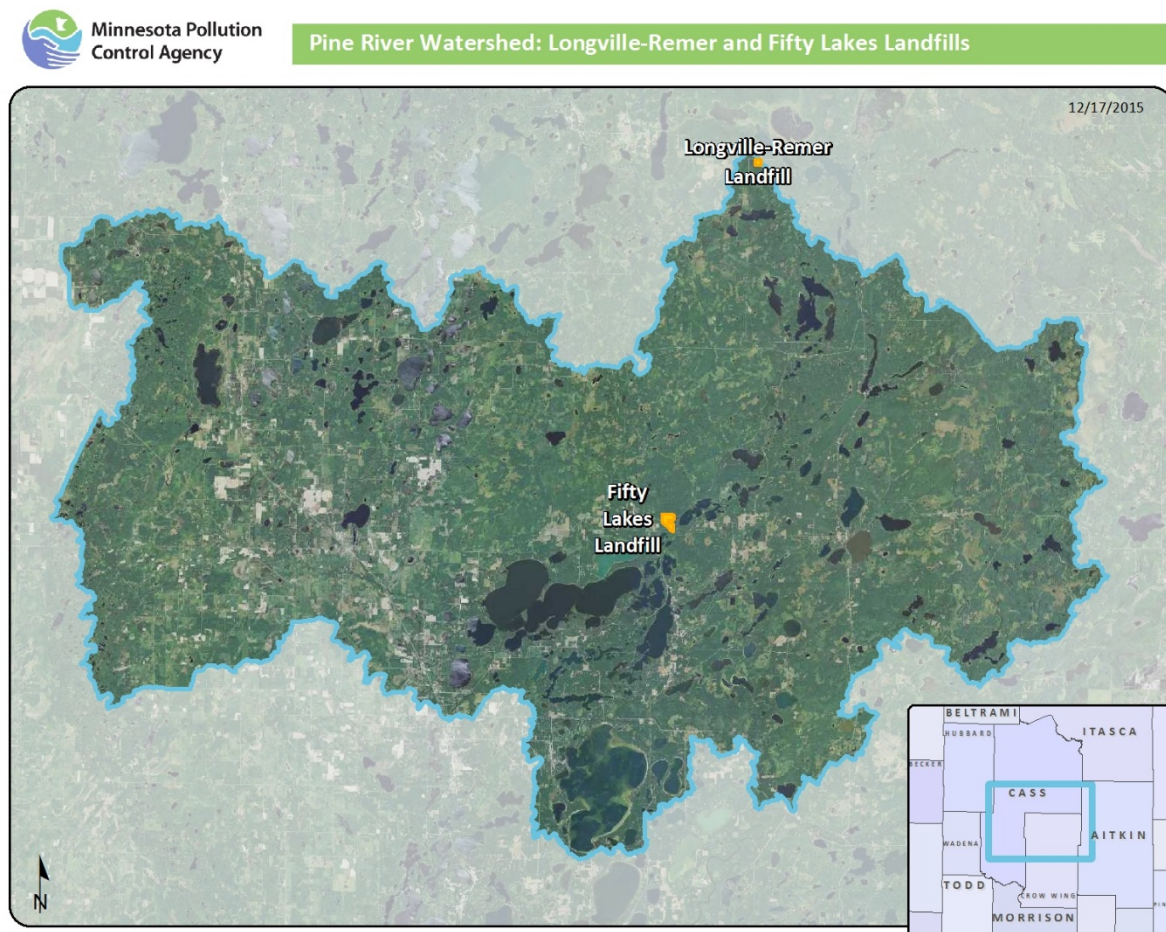 Minnesota Pollution
Control Agency
Pine River Watershed: Longville-Remer and Fifty Lakes Landfills
12/17/2015
Longville-Remer
Landfill
Fifty
Lakes
Landfill
N
BELTRAMI
HUBBARD
ITASCA
BECKER
CASS
AITKIN
WADENA
TODD
CROW WING
MORRISON